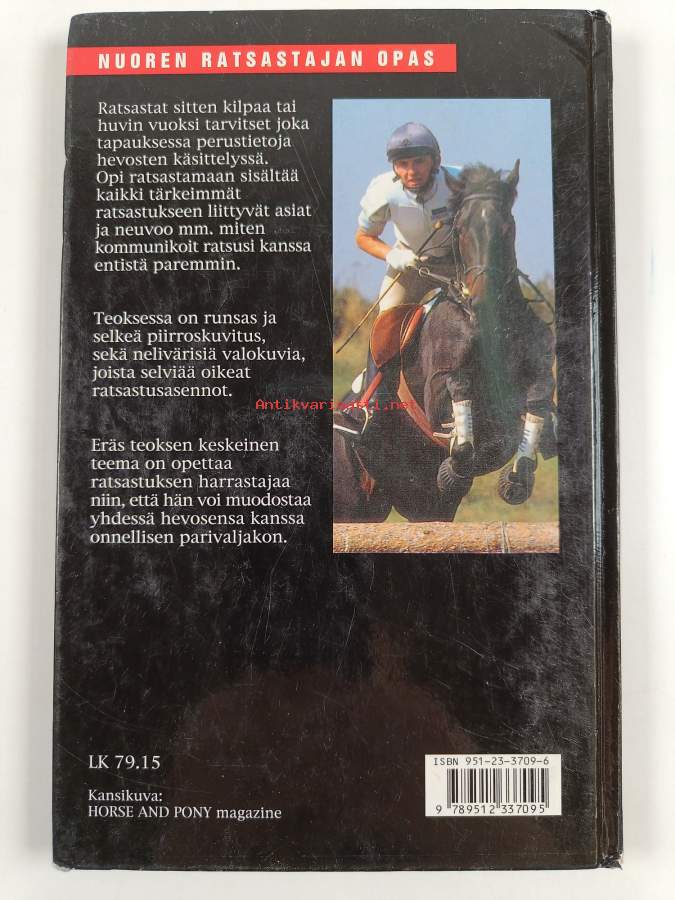 NUOREN RATSASTAJAN OPAS
Ratsastat sitten kilpaa tai
huvin vuoksi tarvitset joka
tapauksessa perustietoja
hevosten käsittelyssä.
Opi ratsastamaan sisältää
kaikki tärkeimmät
ratsastukseen liittyvät asiat
ja neuvoo mm. miten
kommunikoit ratsusi kanssa
entistä paremmin.
Teoksessa on runsas ja
selkeä piirroskuvitus,
sekä nelivärisiä valokuvia,
joista selviää oikeat
ratsastusasennot.
Antikvariaatti.net
Eräs teoksen keskeinen
teema on opettaa
ratsastuksen harrastajaa
niin, että hän voi muodostaa
yhdessä hevosensa kanssa
onnellisen parivaljakon.
LK 79.15
Kansikuva:
HORSE AND PONY magazine
ISBN 951-23-3709-6
9 789512 337095